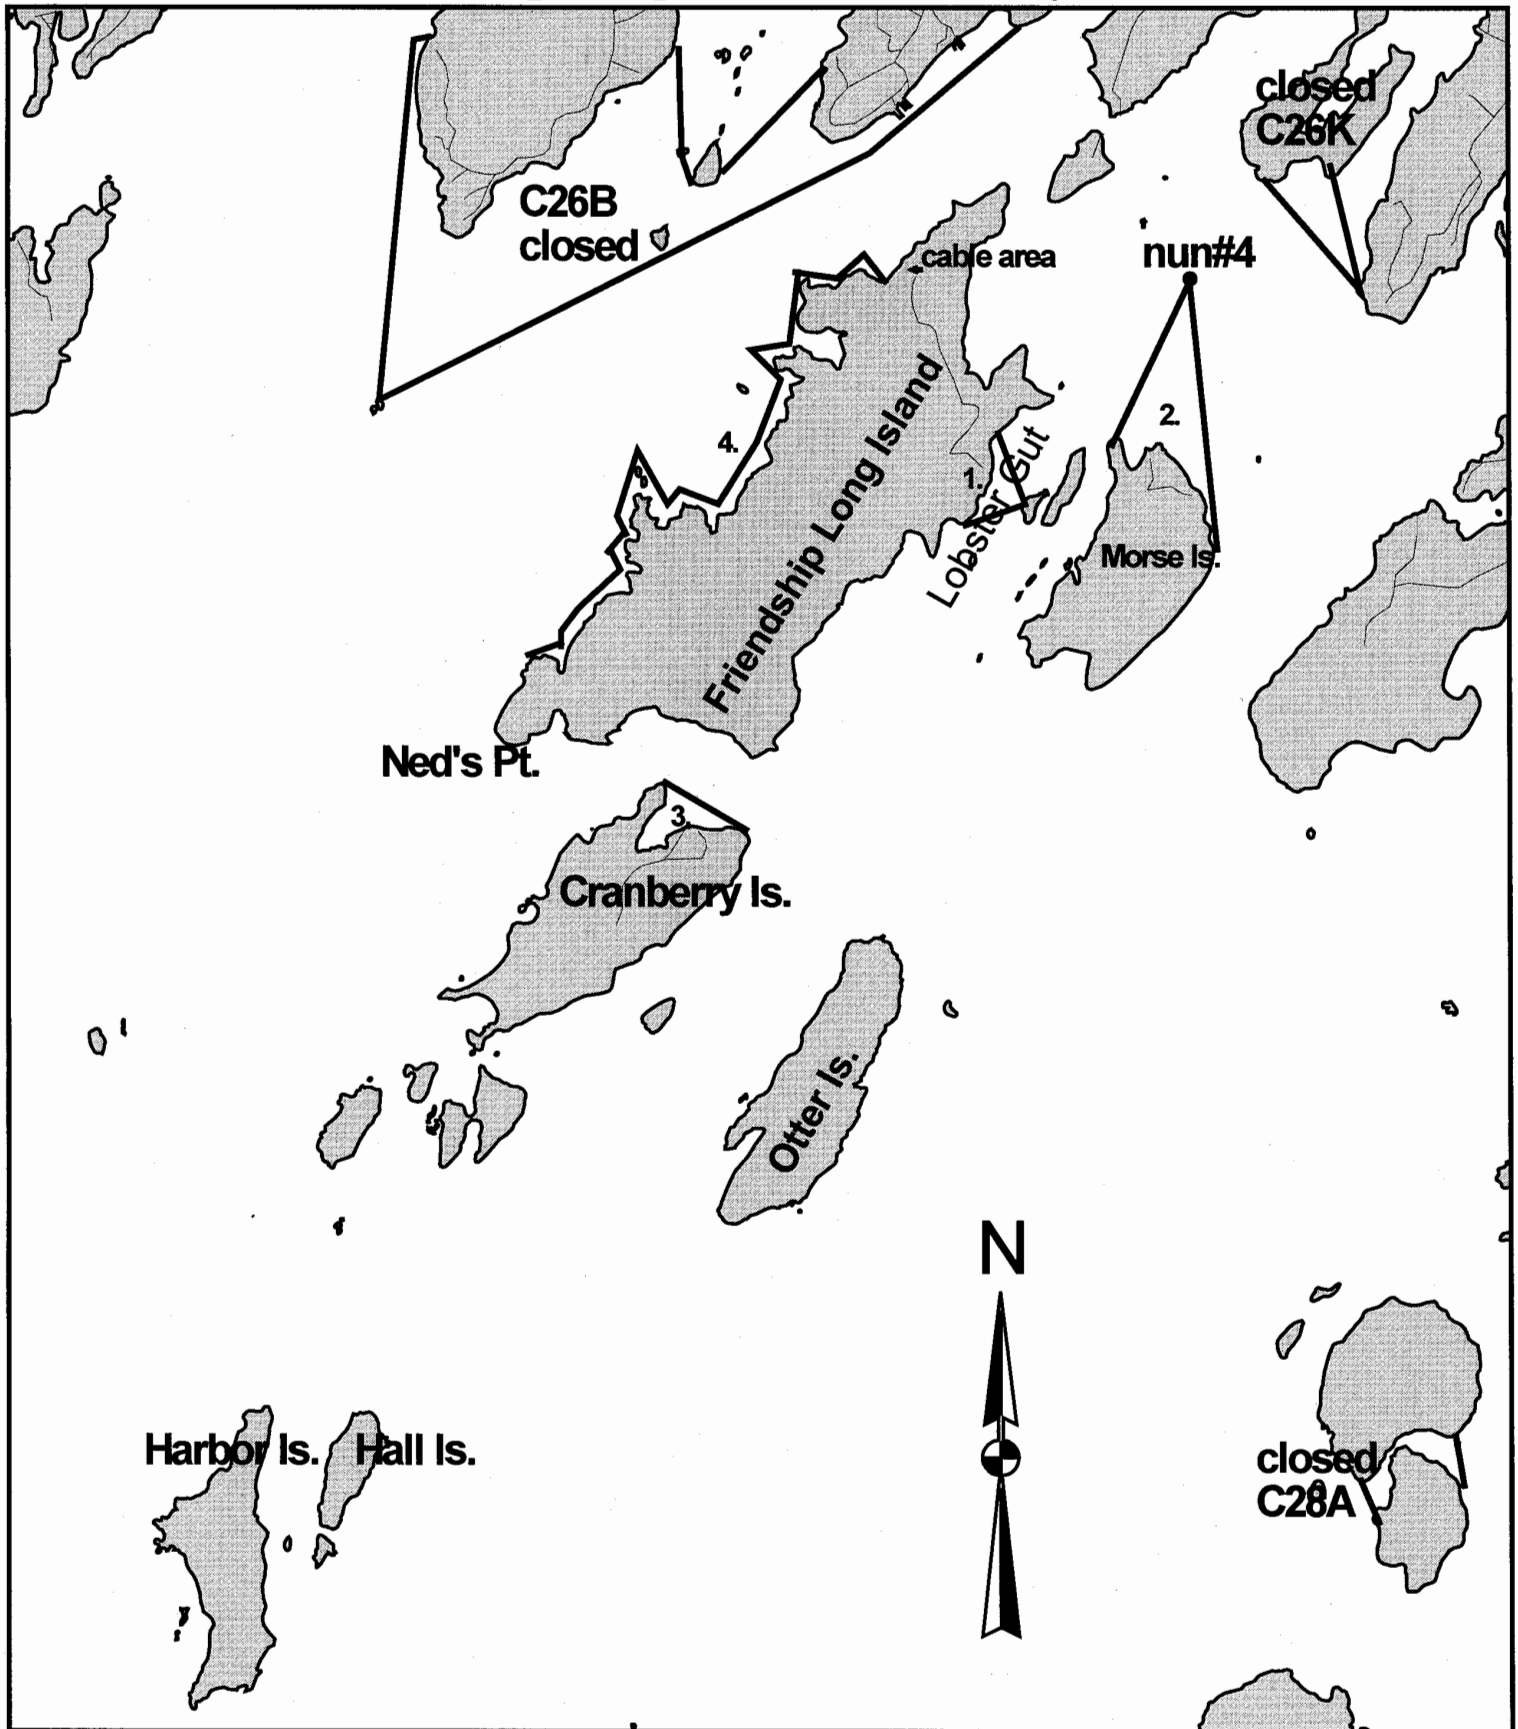 closed
C26K
C26B
closed
cable area
nun#4
4.
2.
1.
Lobster Gut
Friendship Long Island
Morse Is.
Ned's Pt.
3.
Cranberry Is.
Otter Is.
N
Harbor Is.
Hall Is.
closed
C28A